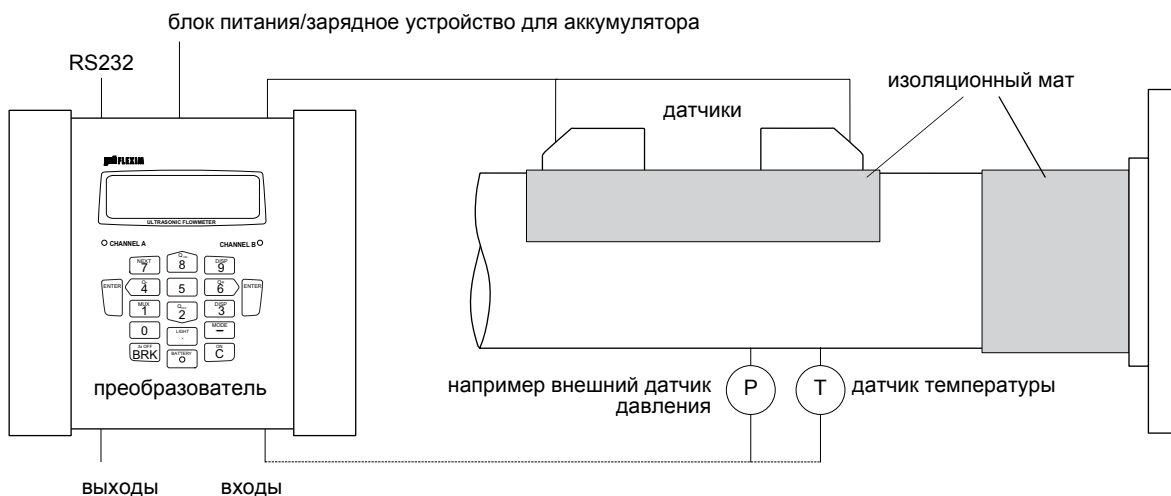 блок питания/зарядное устройство для аккумулятора
RS232
изоляционный мат
датчики
FLEXIM
ULTRASONIC FLOWMETER
CHANNEL A
CHANNEL B
NEXT
7
8
DISP
9
ENTER
4
5
6
ENTER
MUX
1
2
DISP
3
0
LIGHT
.
MODE
–
2x OFF
BRK
BATTERY
ON
C
преобразователь
например внешний датчик
давления
P
T
датчик температуры
выходы
входы